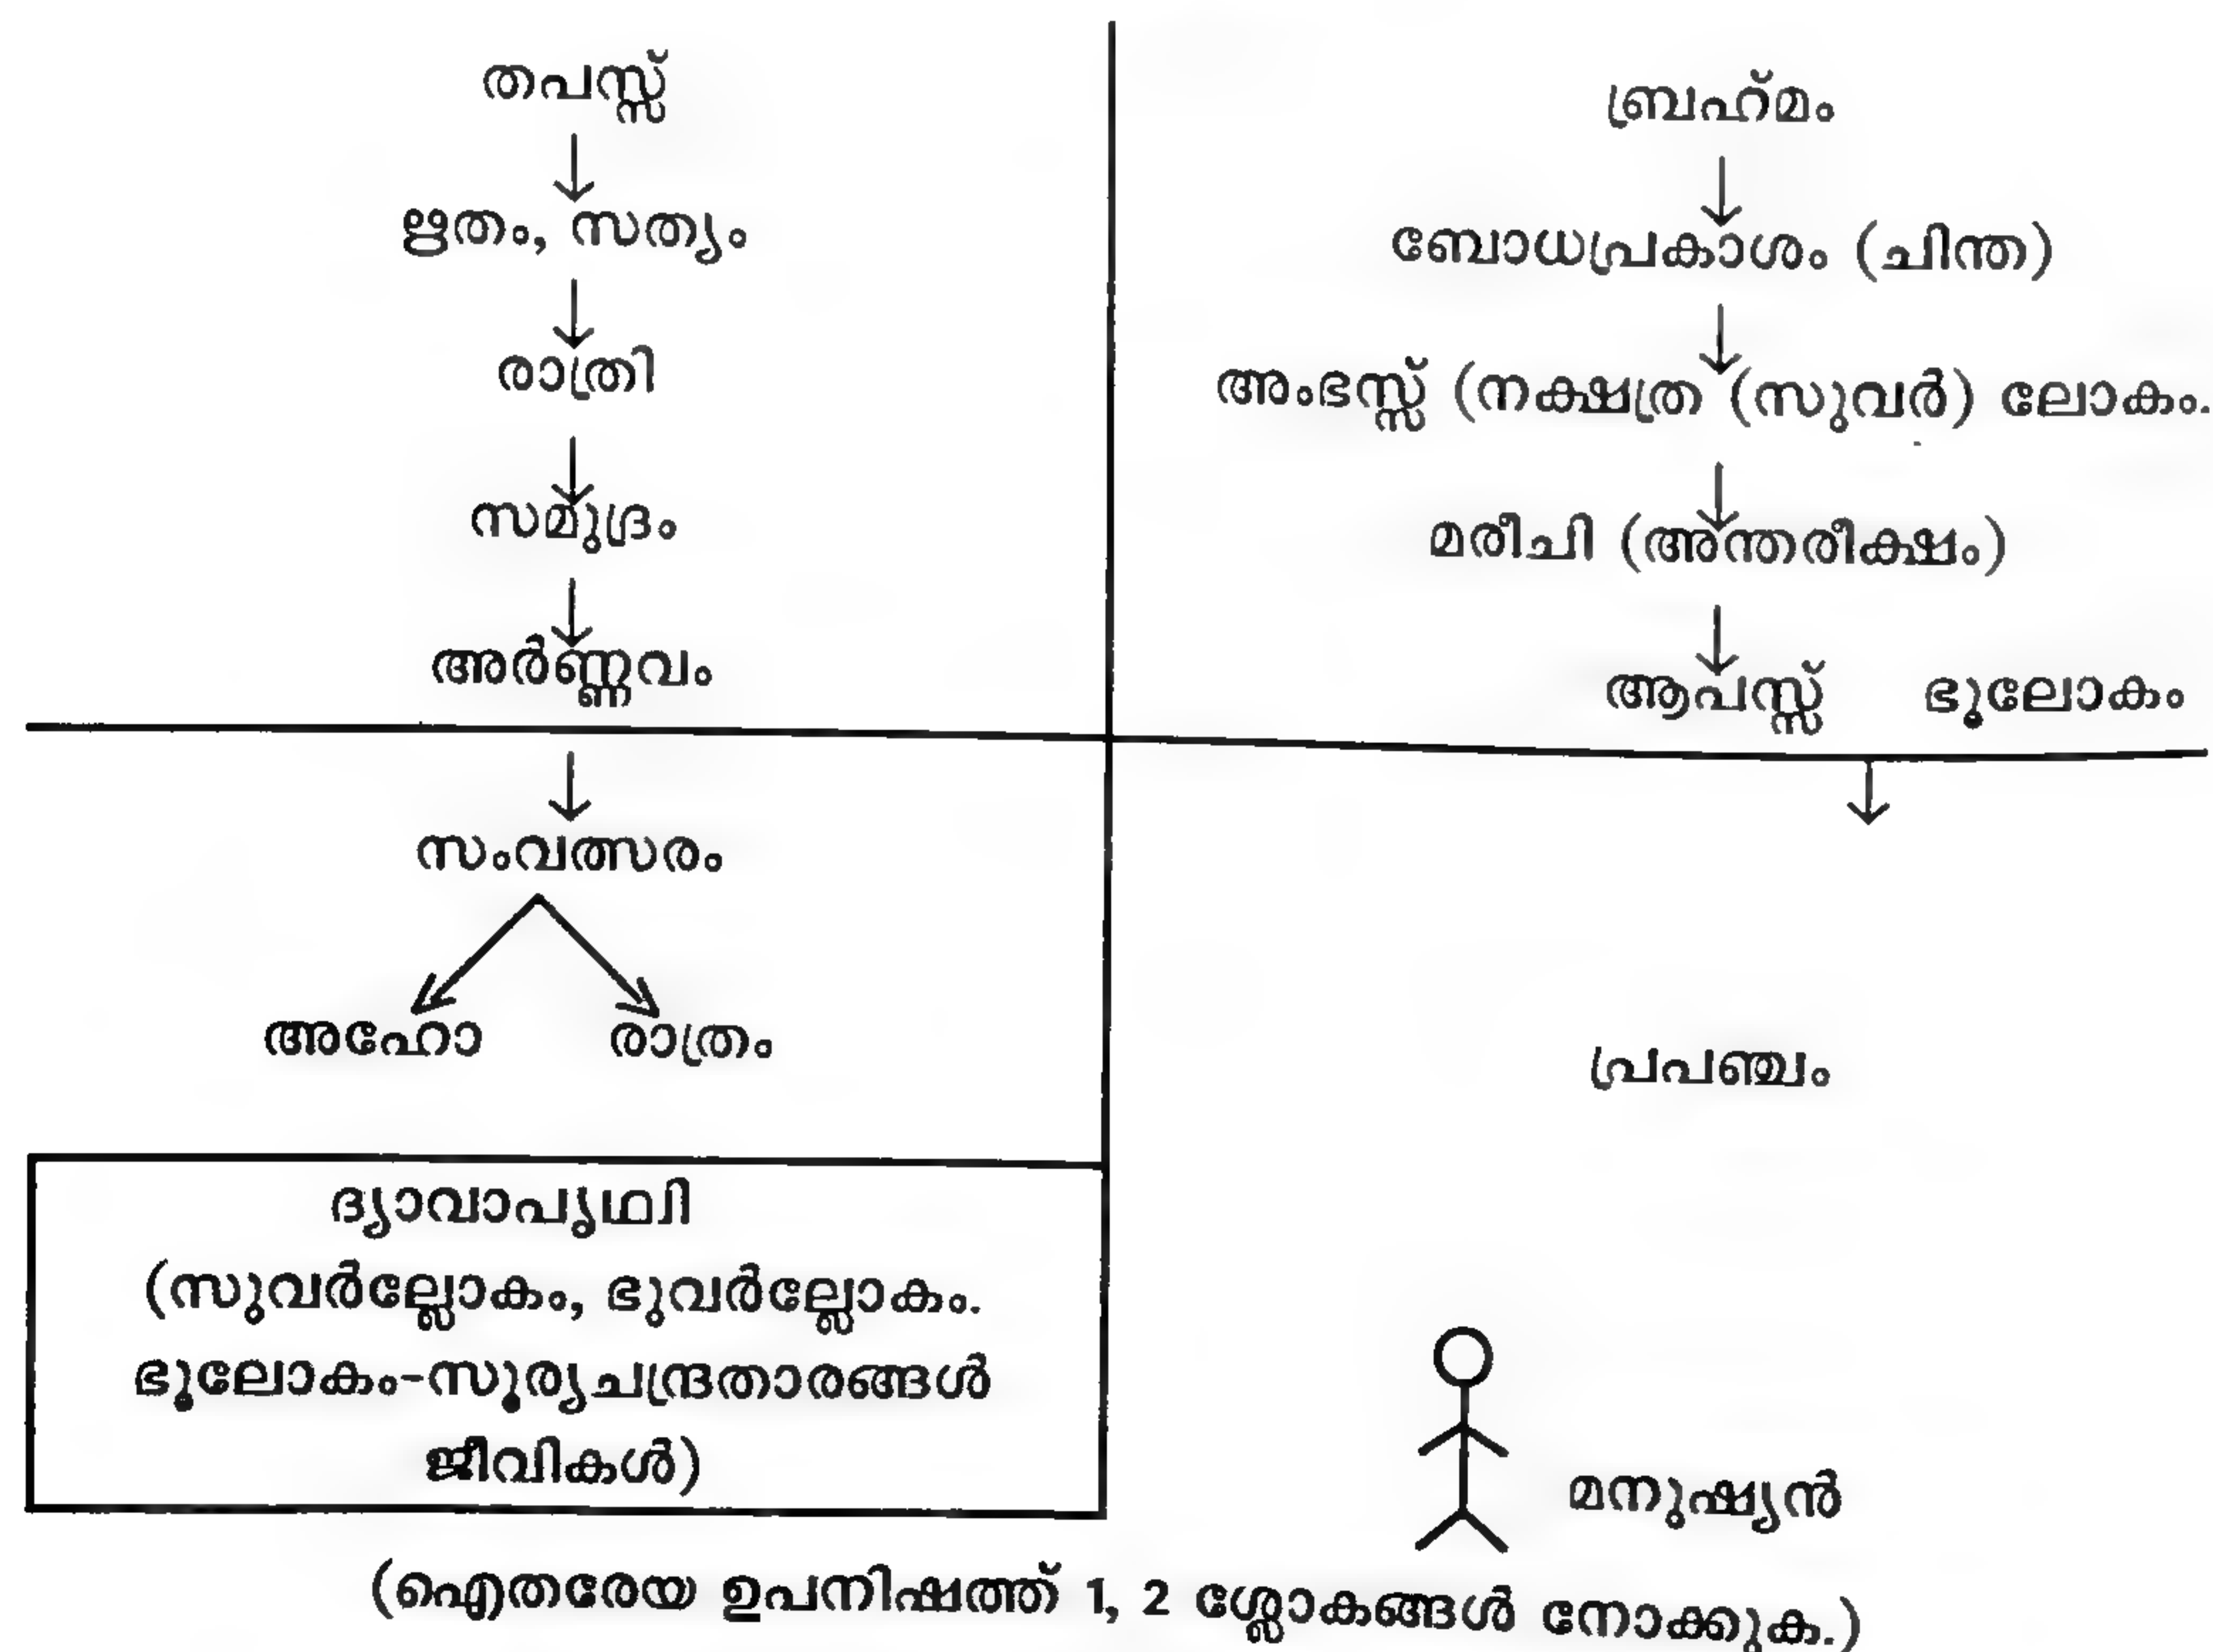 തപസ്സ്
ഋതം, സത്യം
രാത്രി
സമുദ്രം
അർണ്ണവം
സംവത്സരം
അഹോ രാത്രം
ദ്യാവാപൃഥ്വി
(സുവർല്ലോകം, ഭുവർല്ലോകം.
ഭൂലോകം-സൂര്യചന്ദ്രതാരങ്ങൾ
ജീവികൾ)
ബ്രഹ്‌മം
ബോധപ്രകാശം (ചിന്ത)
അംഭസ്സ് (നക്ഷത്ര (സുവർ) ലോകം.
മരീചി (അന്തരീക്ഷം)
ആപസ്സ് ഭൂലോകം
പ്രപഞ്ചം
മനുഷ്യൻ
(ഐതരേയ ഉപനിഷത്ത് 1, 2 ശ്ലോകങ്ങൾ നോക്കുക.)